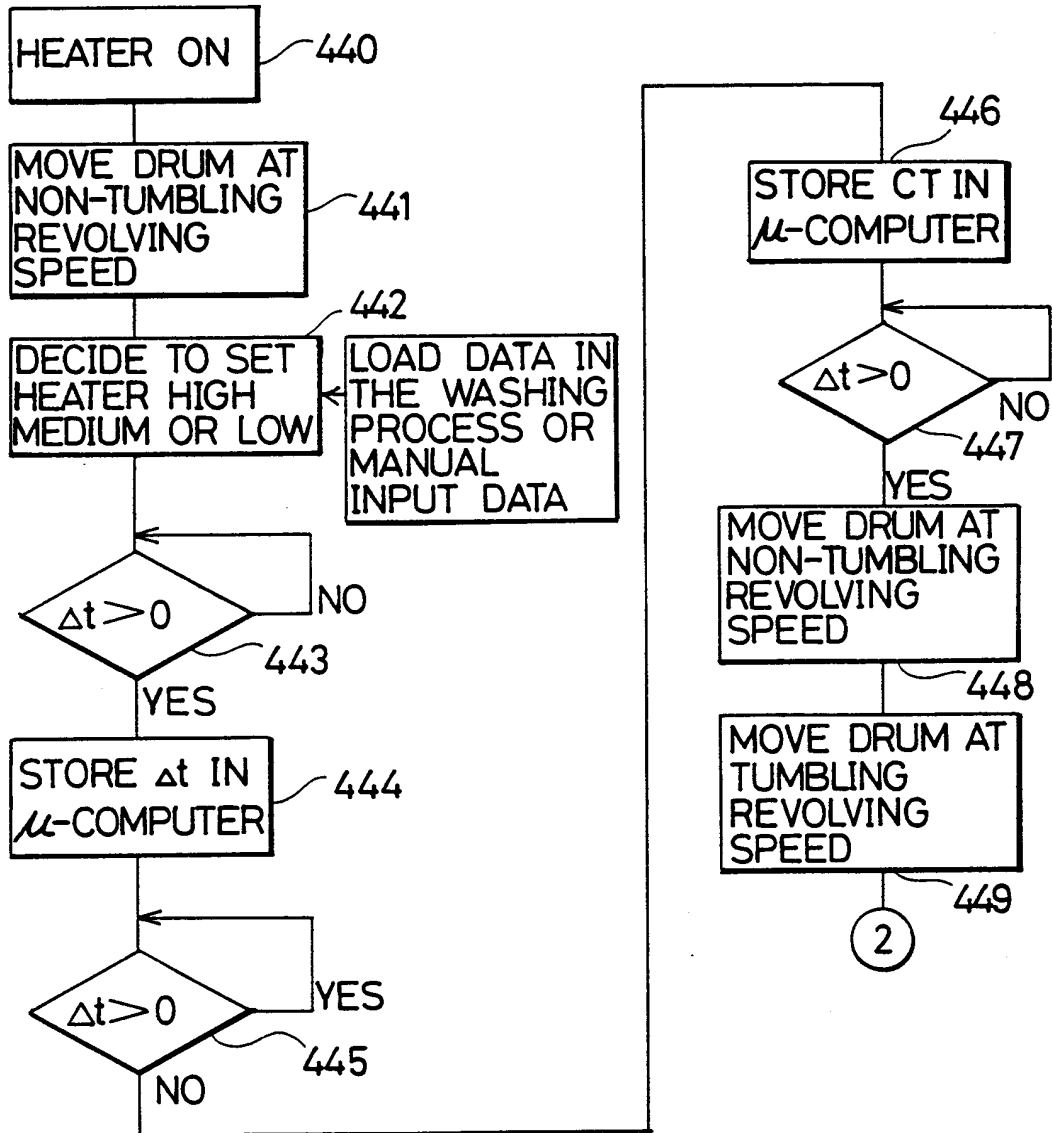 HEATER ON
440
MOVE DRUM AT
NON-TUMBLING
REVOLVING
SPEED
441
442
DECIDE TO SET
HEATER HIGH
MEDIUM OR LOW
LOAD DATA IN
THE WASHING
PROCESS OR
MANUAL
INPUT DATA
Δt>0
NO
443
YES
STORE Δt IN
μ-COMPUTER
444
Δt>0
YES
445
NO
446
STORE CT IN
μ-COMPUTER
Δt>0
NO
447
YES
MOVE DRUM AT
NON-TUMBLING
REVOLVING
SPEED
448
MOVE DRUM AT
TUMBLING
REVOLVING
SPEED
449
2